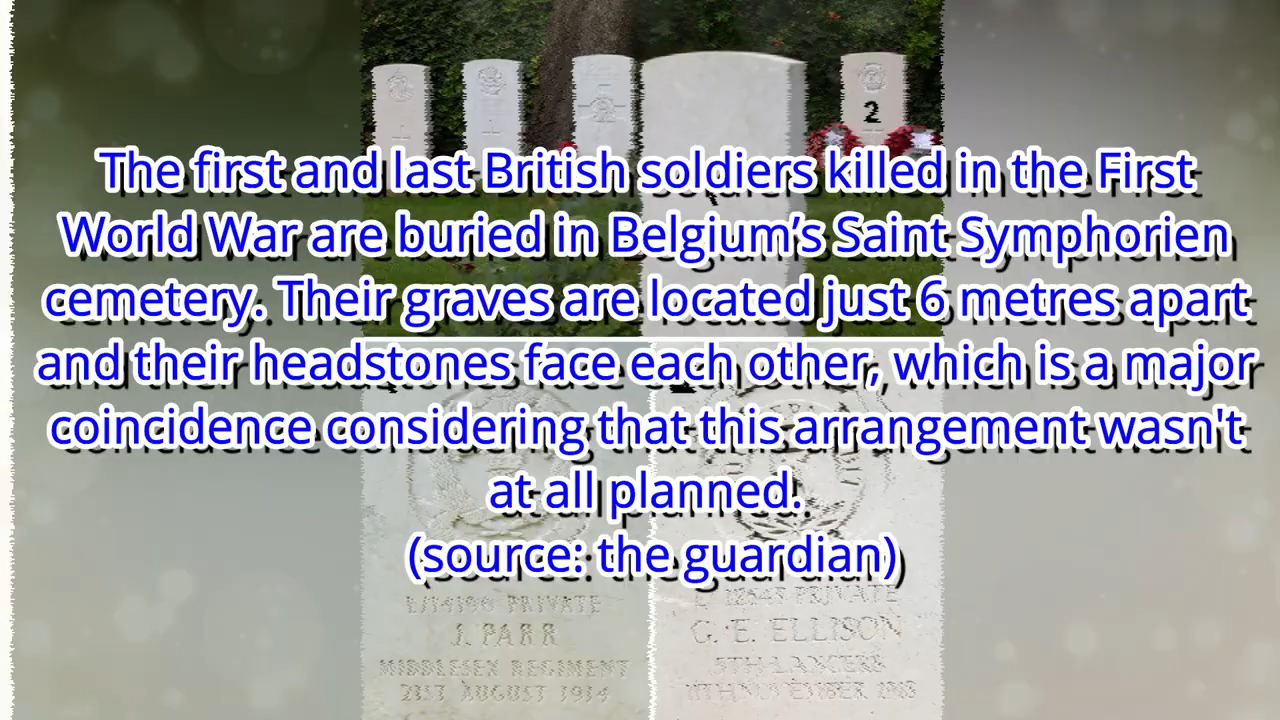 2
The first and last British soldiers killed in the First
World War are buried in Belgium’s Saint Symphorien
cemetery. Their graves are located just 6 metres apart
and their headstones face each other, which is a major
coincidence considering that this arrangement wasn't
at all planned.
(source: the guardian)
PRIVATE
J. PARR
MIDDLESEX REGIMENT
21ST AUGUST 1914
PRIVATE
G. E. ELLISON
5TH LANCERS
11TH NOVEMBER